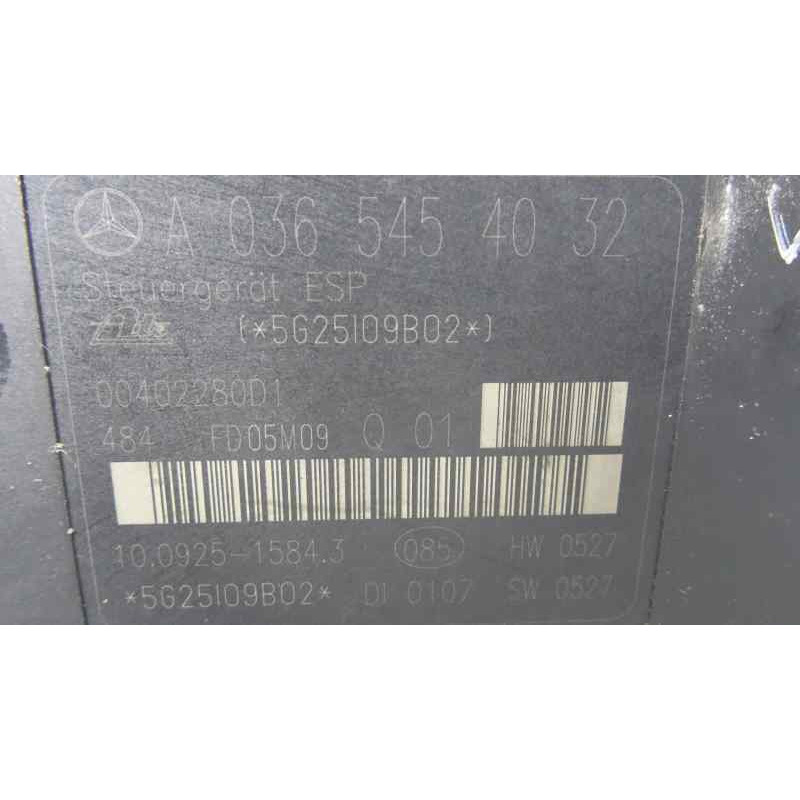 A 036 545 40 32
Steuergerät ESP
Ate (*5G25I09B02*)
00402280D1
484 FD05M09 Q 01
10.0925-1584.3 085 HW 0527
*5G25I09B02* DI 0107 SW 0527